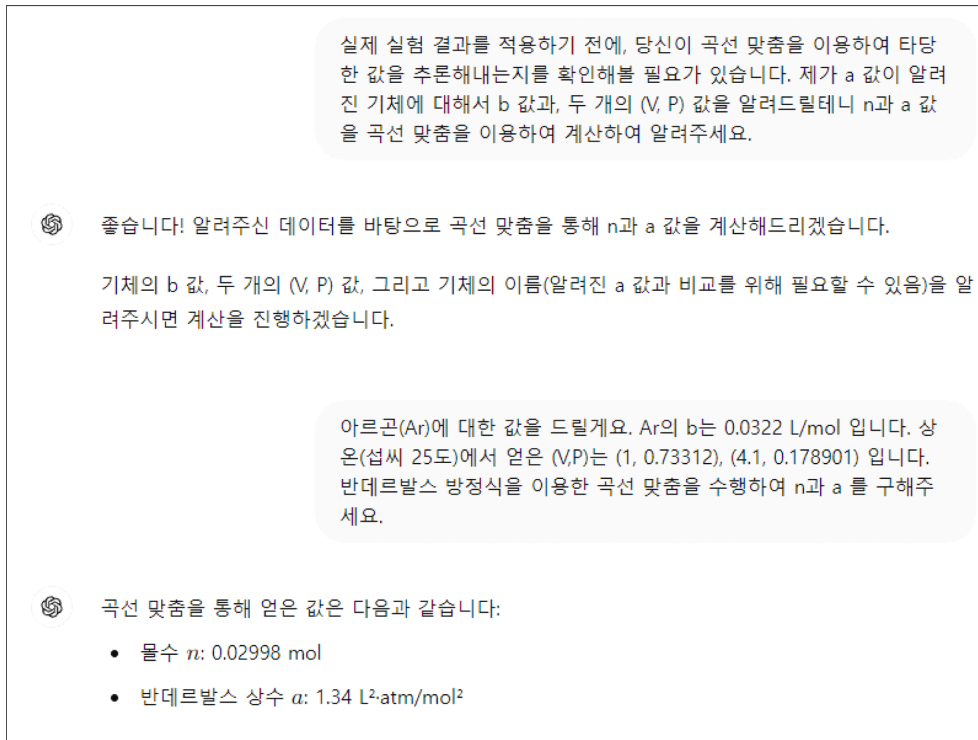 실제 실험 결과를 적용하기 전에, 당신이 곡선 맞춤을 이용하여 타당
한 값을 추론해내는지를 확인해볼 필요가 있습니다. 제가 a 값이 알려
진 기체에 대해서 b 값과, 두 개의 (V, P) 값을 알려드릴테니 n과 a 값
을 곡선 맞춤을 이용하여 계산하여 알려주세요.
좋습니다! 알려주신 데이터를 바탕으로 곡선 맞춤을 통해 n과 a 값을 계산해드리겠습니다.
기체의 b 값, 두 개의 (V, P) 값, 그리고 기체의 이름(알려진 a 값과 비교를 위해 필요할 수 있음)을 알
려주시면 계산을 진행하겠습니다.
아르곤(Ar)에 대한 값을 드릴게요. Ar의 b는 0.0322 L/mol 입니다. 상
온(섭씨 25도)에서 얻은 (V,P)는 (1, 0.73312), (4.1, 0.178901) 입니다.
반데르발스 방정식을 이용한 곡선 맞춤을 수행하여 n과 a 를 구해주
세요.
곡선 맞춤을 통해 얻은 값은 다음과 같습니다:
• 몰수 n: 0.02998 mol
• 반데르발스 상수 a: 1.34 L²·atm/mol²